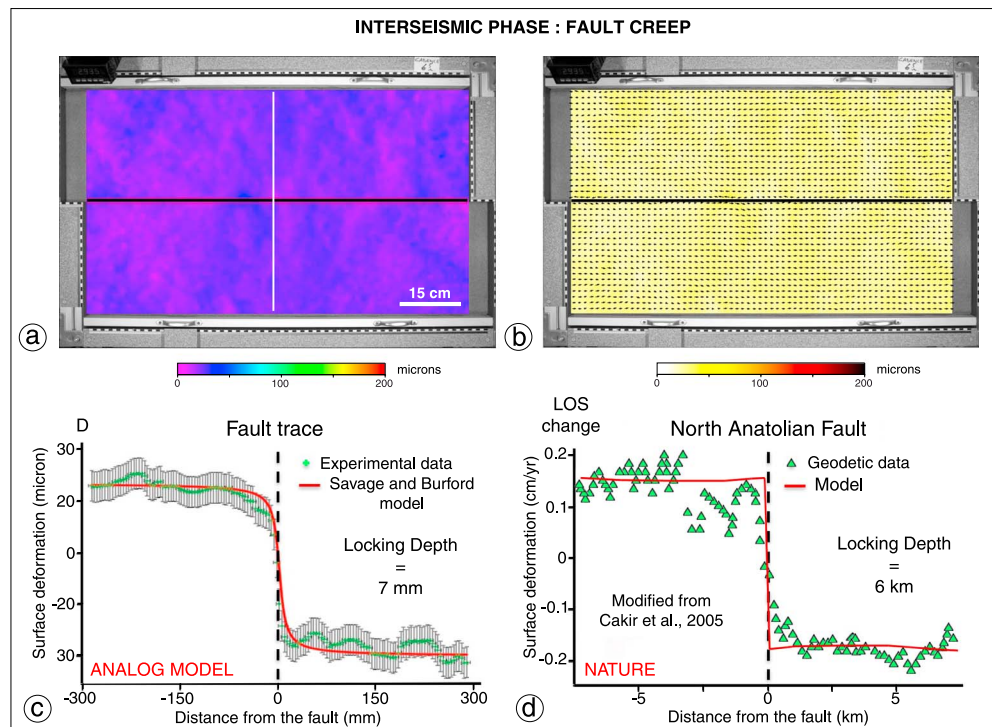 INTERSEISMIC PHASE : FAULT CREEP
15 cm
a
b
0 100 200 microns
0 100 200 microns
D
Fault trace
Surface deformation (micron)
30
20
0
-20
30
-300 -150 0 150 300
Distance from the fault (mm)
Experimental data
Savage and Burford
model
Locking Depth
=
7 mm
ANALOG MODEL
c
LOS
change
North Anatolian Fault
Surface deformation (cm/yr)
0.2
0.1
0
-0.1
-0.2
-5 0 5
Distance from the fault (km)
Geodetic data
Model
Locking Depth
=
6 km
Modified from
Cakir et al., 2005
NATURE
d